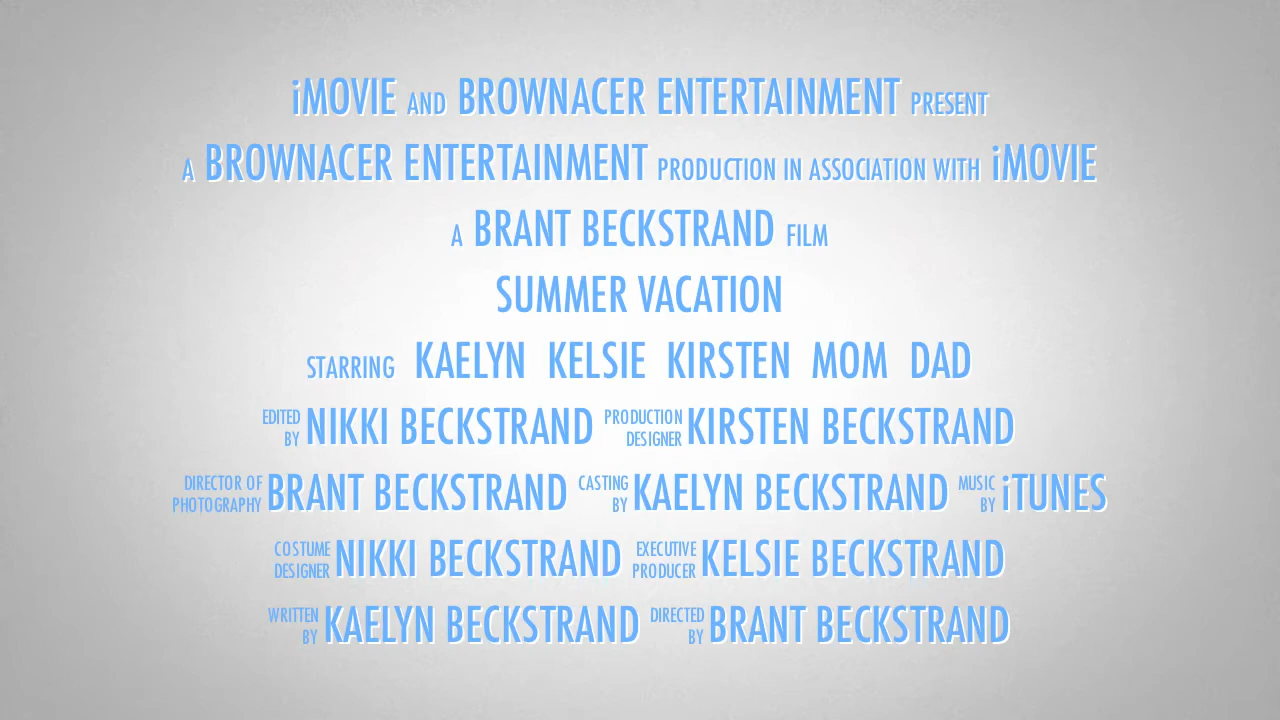 iMOVIE AND BROWNACER ENTERTAINMENT PRESENT
A BROWNACER ENTERTAINMENT PRODUCTION IN ASSOCIATION WITH iMOVIE
A BRANT BECKSTRAND FILM
SUMMER VACATION
STARRING KAELYN KELSIE KIRSTEN MOM DAD
EDITED BY NIKKI BECKSTRAND PRODUCTION DESIGNER KIRSTEN BECKSTRAND
DIRECTOR OF PHOTOGRAPHY BRANT BECKSTRAND CASTING BY KAELYN BECKSTRAND MUSIC BY iTUNES
COSTUME DESIGNER NIKKI BECKSTRAND EXECUTIVE PRODUCER KELSIE BECKSTRAND
WRITTEN BY KAELYN BECKSTRAND DIRECTED BY BRANT BECKSTRAND